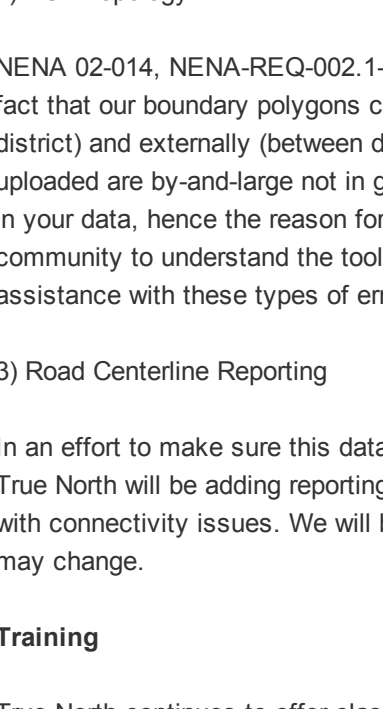 NENA 02-014, NENA-REQ-002.1-
fact that our boundary polygons c
district) and externally (between d
uploaded are by-and-large not in g
in your data, hence the reason for
community to understand the tool
assistance with these types of er
3) Road Centerline Reporting
In an effort to make sure this data
True North will be adding reporting
with connectivity issues. We will b
may change.
Training
True North continues to offer